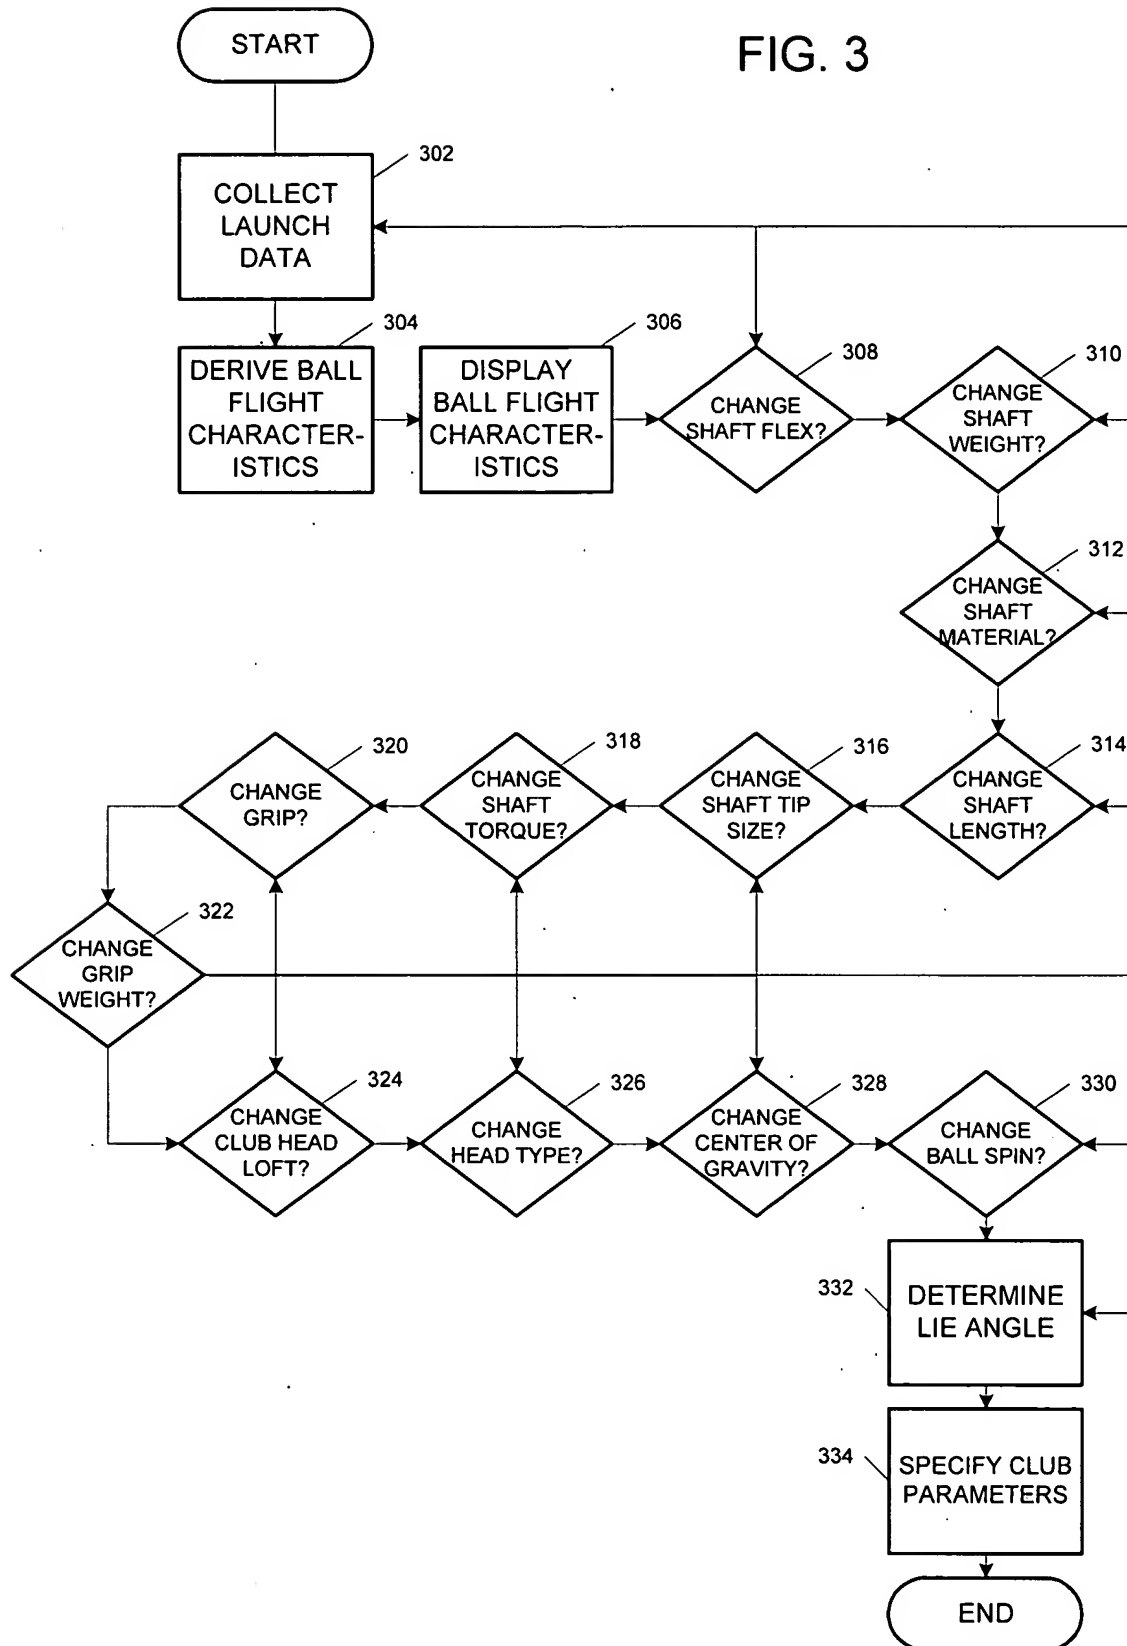 START
FIG. 3
302
COLLECT
LAUNCH
DATA
304
DERIVE BALL
FLIGHT
CHARACTER-
ISTICS
306
DISPLAY
BALL FLIGHT
CHARACTER-
ISTICS
308
CHANGE
SHAFT FLEX?
310
CHANGE
SHAFT
WEIGHT?
312
CHANGE
SHAFT
MATERIAL?
314
CHANGE
SHAFT
LENGTH?
316
CHANGE
SHAFT TIP
SIZE?
318
CHANGE
SHAFT
TORQUE?
320
CHANGE
GRIP?
322
CHANGE
GRIP
WEIGHT?
324
CHANGE
CLUB HEAD
LOFT?
326
CHANGE
HEAD TYPE?
328
CHANGE
CENTER OF
GRAVITY?
330
CHANGE
BALL SPIN?
332
DETERMINE
LIE ANGLE
334
SPECIFY CLUB
PARAMETERS
END